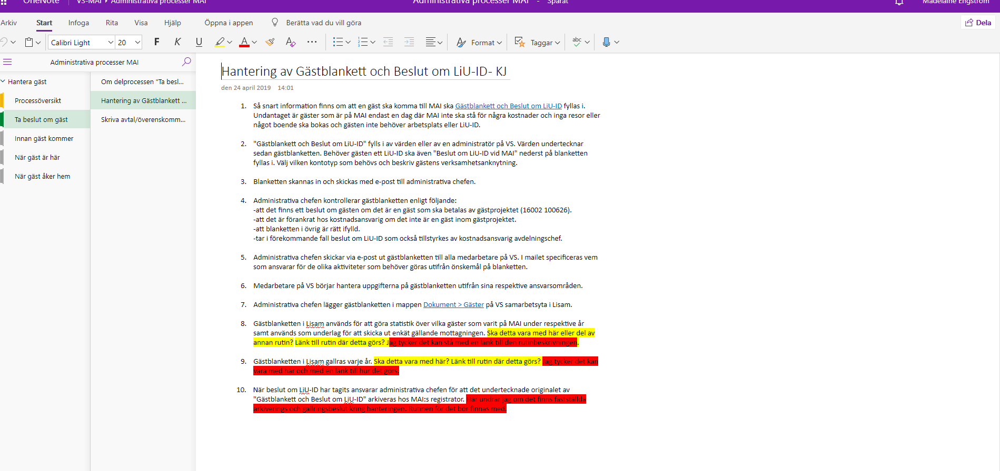 OneNote VS-MAI › Administrativa processer MAI Administrativa processer MAI - Sparat Madelaine Engström
Arkiv Start Infoga Rita Visa Hjälp Öppna i appen Berätta vad du vill göra Dela
Calibri Light 20 F K U A A ... Format Taggar abc
Administrativa processer MAI
Hantera gäst
Processöversikt
Ta beslut om gäst
Innan gäst kommer
När gäst är här
När gäst åker hem
Om delprocessen "Ta besl...
Hantering av Gästblankett ...
Skriva avtal/överenskomm...
Hantering av Gästblankett och Beslut om LiU-ID- KJ
den 24 april 2019 14:01
1. Så snart information finns om att en gäst ska komma till MAI ska Gästblankett och Beslut om LiU-ID fyllas i.
Undantaget är gäster som är på MAI endast en dag där MAI inte ska stå för några kostnader och inga resor eller
något boende ska bokas och gästen inte behöver arbetsplats eller LiU-ID.
2. "Gästblankett och Beslut om LiU-ID" fylls i av värden eller av en administratör på VS. Värden undertecknar
sedan gästblanketten. Behöver gästen ett LiU-ID ska även "Beslut om LiU-ID vid MAI" nederst på blanketten
fyllas i. Välj vilken kontotyp som behövs och beskriv gästens verksamhetsanknytning.
3. Blanketten skannas in och skickas med e-post till administrativa chefen.
4. Administrativa chefen kontrollerar gästblanketten enligt följande:
-att det finns ett beslut om gästen om det är en gäst som ska betalas av gästprojektet (16002 100626).
-att det är förankrat hos kostnadsansvarig om det inte är en gäst inom gästprojektet.
-att blanketten i övrig är rätt ifylld.
-tar i förekommande fall beslut om LiU-ID som också tillstyrkes av kostnadsansvarig avdelningschef.
5. Administrativa chefen skickar via e-post ut gästblanketten till alla medarbetare på VS. I mailet specificeras vem
som ansvarar för de olika aktiviteter som behöver göras utifrån önskemål på blanketten.
6. Medarbetare på VS börjar hantera uppgifterna på gästblanketten utifrån sina respektive ansvarsområden.
7. Administrativa chefen lägger gästblanketten i mappen Dokument > Gäster på VS samarbetsyta i Lisam.
8. Gästblanketten i Lisam används för att göra statistik över vilka gäster som varit på MAI under respektive år
samt används som underlag för att skicka ut enkät gällande mottagningen. Ska detta vara med här eller del av
annan rutin? Länk till rutin där detta görs? Jag tycker det kan stå med en länk till den rutinbeskrivningen.
9. Gästblanketten i Lisam gallras varje år. Ska detta vara med här? Länk till rutin där detta görs? Jag tycker det kan
vara med här och med en länk till hur det görs.
10. När beslut om LiU-ID har tagits ansvarar administrativa chefen för att det undertecknade originalet av
"Gästblankett och Beslut om LiU-ID" arkiveras hos MAI:s registrator. Här undrar jag om det finns fastställda
arkiverings och gallringsbeslut kring hanteringen. Rutinen för det bör finnas med.